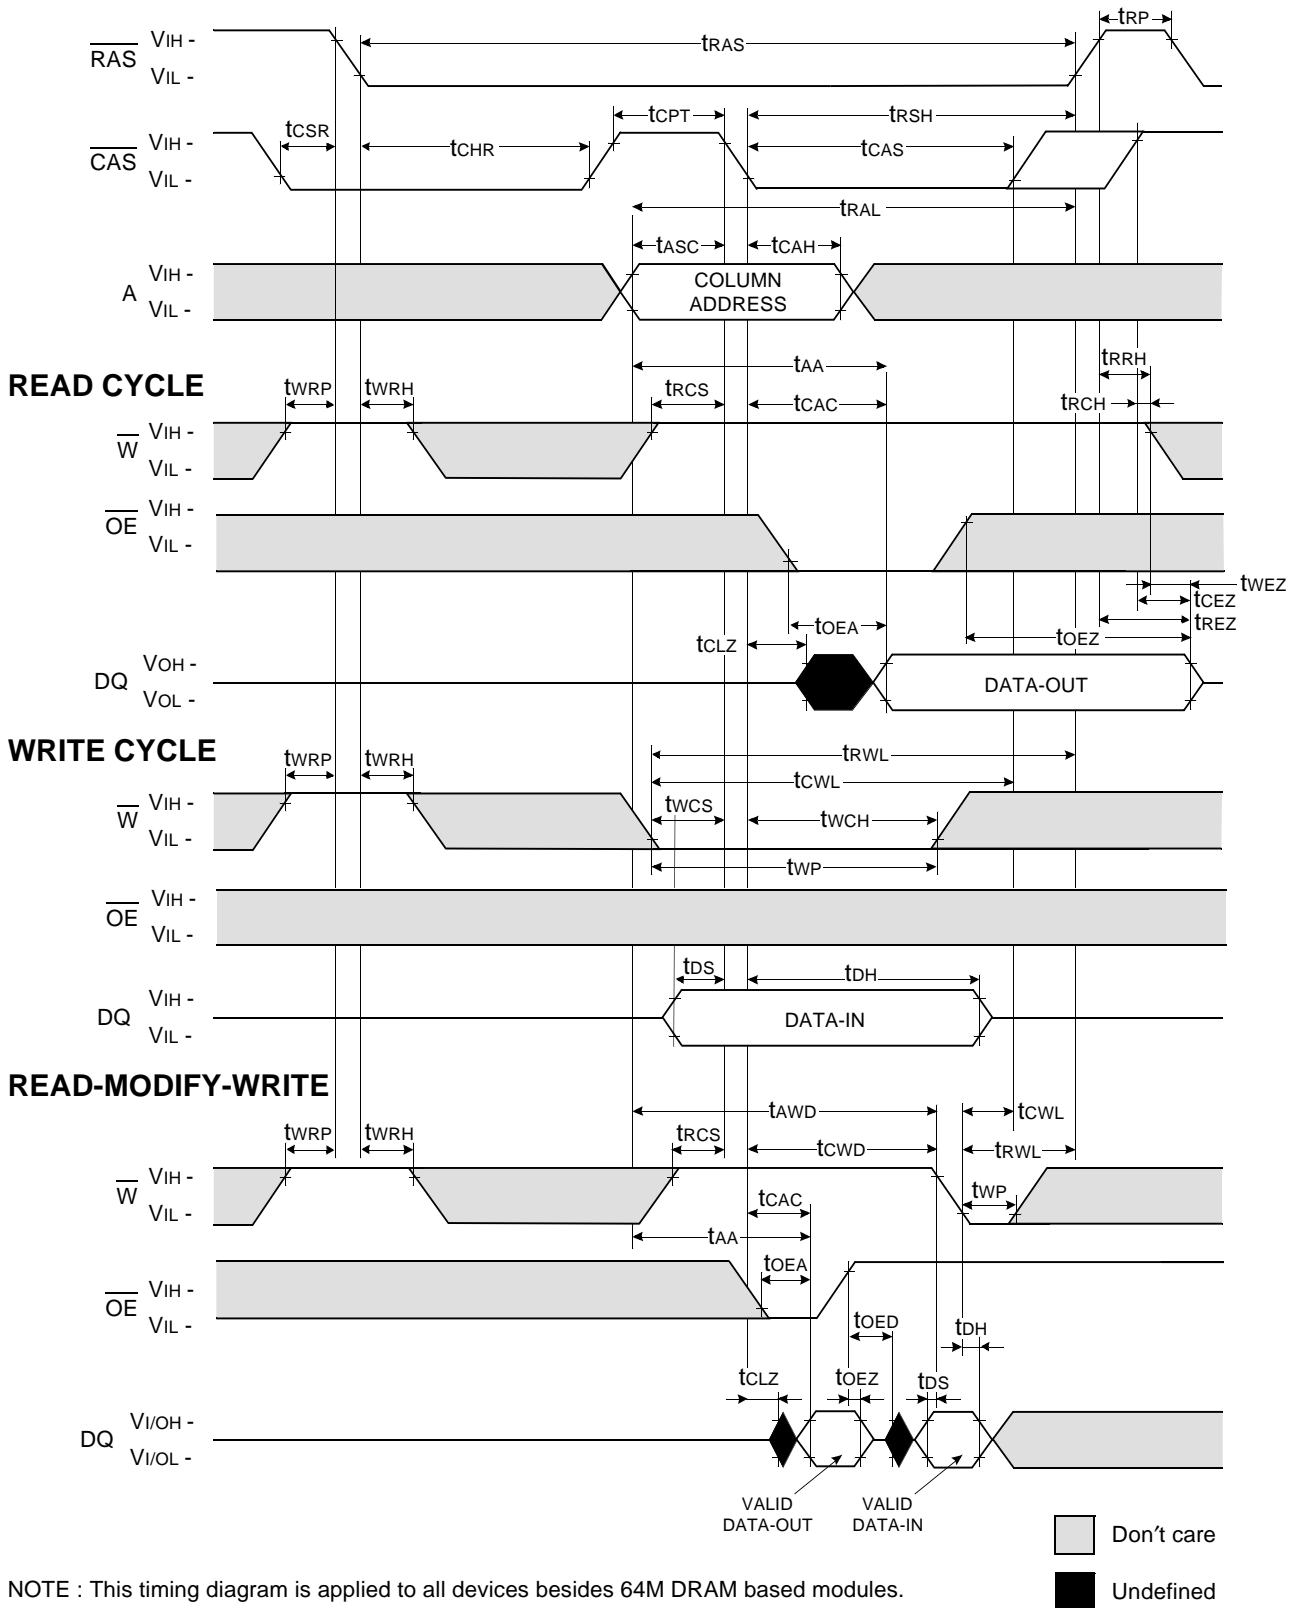 tRP
RAS VIH -
VIL -
tRAS
tCSR tCPT tRSH
CAS VIH -
VIL -
tCHR tCAS
tRAL
tASC tCAH
A VIH -
VIL -
COLUMN
ADDRESS
READ CYCLE
tAA tRRH
tWRP tWRH tRCS tCAC tRCH
W VIH -
VIL -
OE VIH -
VIL -
tWEZ
tCEZ
tREZ
tOEA tOEZ
tCLZ
DQ VOH -
VOL -
DATA-OUT
WRITE CYCLE
tWRP tWRH tRWL
tCWL
W VIH -
VIL -
tWCS tWCH
tWP
OE VIH -
VIL -
tDS tDH
DQ VIH -
VIL -
DATA-IN
READ-MODIFY-WRITE
tAWD tCWL
tWRP tWRH tRCS tCWD tRWL
W VIH -
VIL -
tWP
tCAC
tAA
tOEA
OE VIH -
VIL -
tOED tDH
tCLZ tOEZ tDS
DQ VI/OH -
VI/OL -
VALID
DATA-OUT
VALID
DATA-IN
Don't care
Undefined
NOTE : This timing diagram is applied to all devices besides 64M DRAM based modules.